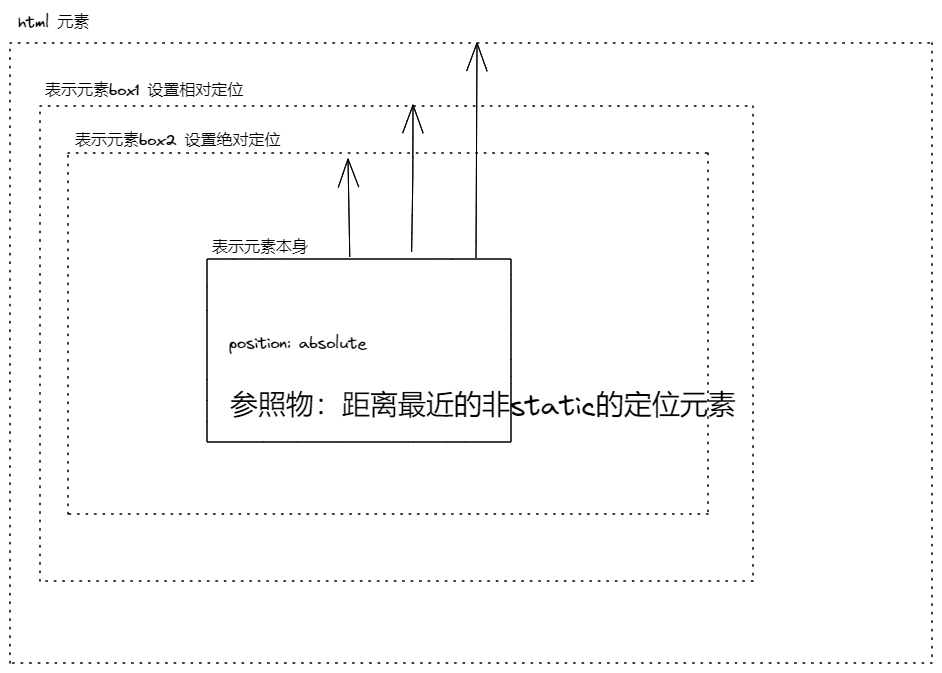 html 元素
表示元素box1 设置相对定位
表示元素box2 设置绝对定位
表示元素本身
position: absolute
参照物：距离最近的非static的定位元素